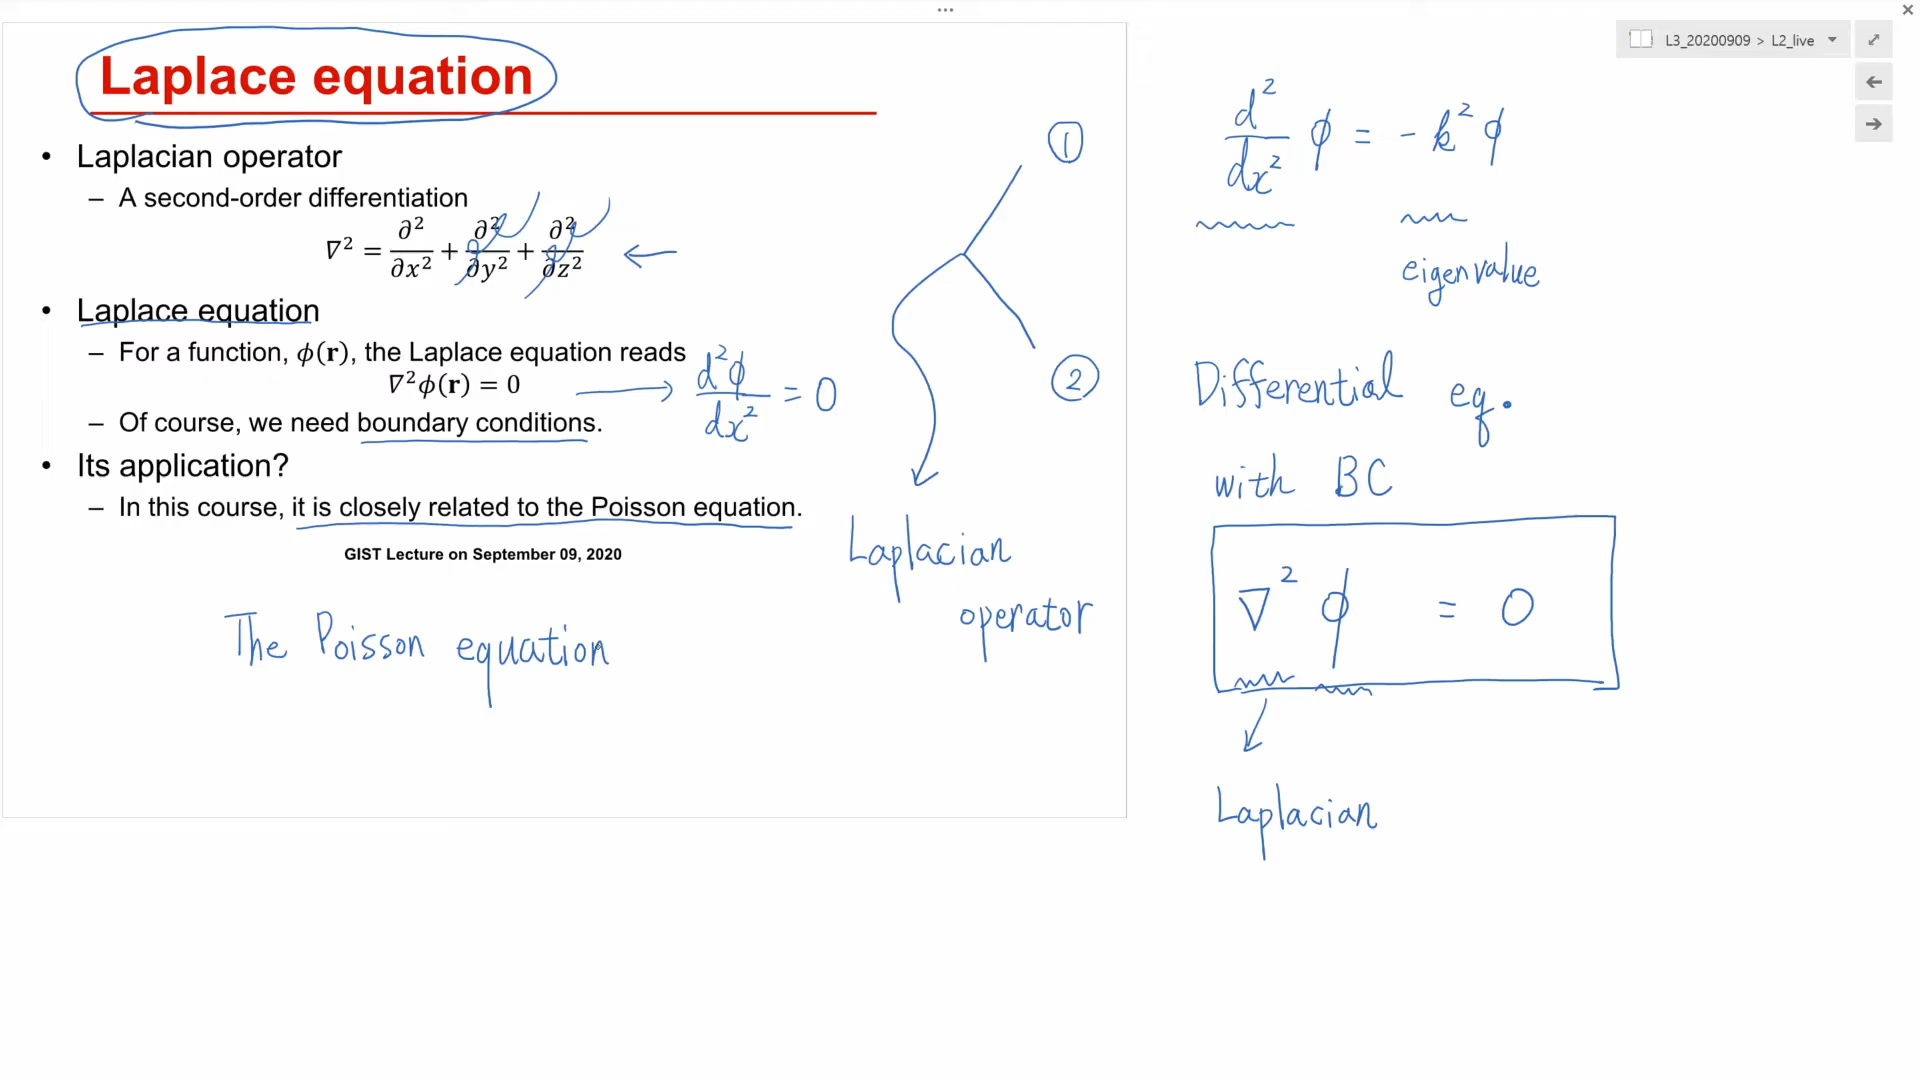 Laplace equation
• Laplacian operator
– A second-order differentiation
∇² = ∂²/∂x² + ∂²/∂y² + ∂²/∂z²
• Laplace equation
– For a function, ϕ(r), the Laplace equation reads
∇²ϕ(r) = 0
d²ϕ/dx² = 0
– Of course, we need boundary conditions.
• Its application?
– In this course, it is closely related to the Poisson equation.
GIST Lecture on September 09, 2020
The Poisson equation
①
②
Laplacian
operator
L3_20200909 > L2_live
d²/dx² ϕ = - k² ϕ
eigenvalue
Differential eq.
with BC
∇² ϕ = 0
Laplacian